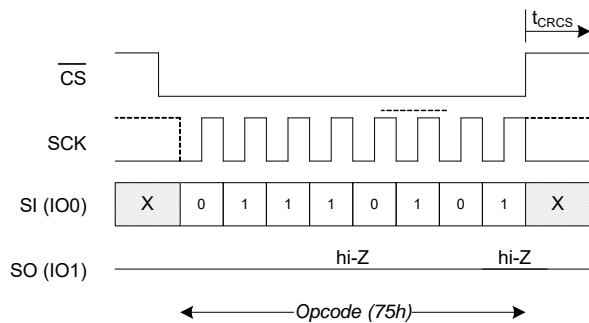 tCRCS
CS
SCK
SI (IO0) X 0 1 1 1 0 1 0 1 X
SO (IO1) hi-Z hi-Z
Opcode (75h)